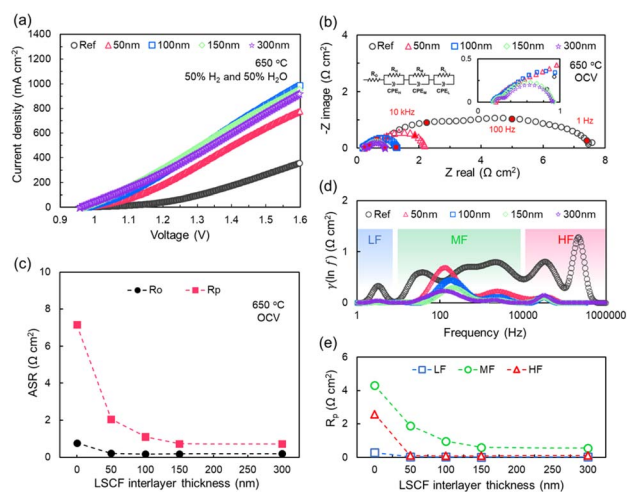 (a)
Ref 50nm 100nm 150nm 300nm
1400
1200
1000
800
600
400
200
0
650 °C
50% H2 and 50% H2O
Current density (mA cm-2)
0.9 1 1.1 1.2 1.3 1.4 1.5 1.6
Voltage (V)
(b)
Ref 50nm 100nm 150nm 300nm
4
3
2
1
0
-Z image (Ω cm2)
0.5
0
0 1
650 °C
OCV
10 kHz
100 Hz
1 Hz
0 2 4 6 8
Z real (Ω cm2)
(c)
Ro Rp
10
8
6
4
2
0
650 °C
OCV
ASR (Ω cm2)
0 50 100 150 200 250 300
LSCF interlayer thickness (nm)
(d)
Ref 50nm 100nm 150nm 300nm
2
1
0
γ(ln f) (Ω cm2)
LF MF HF
1 100 10000 1000000
Frequency (Hz)
(e)
LF MF HF
6
4
2
0
Rp (Ω cm2)
0 50 100 150 200 250 300
LSCF interlayer thickness (nm)